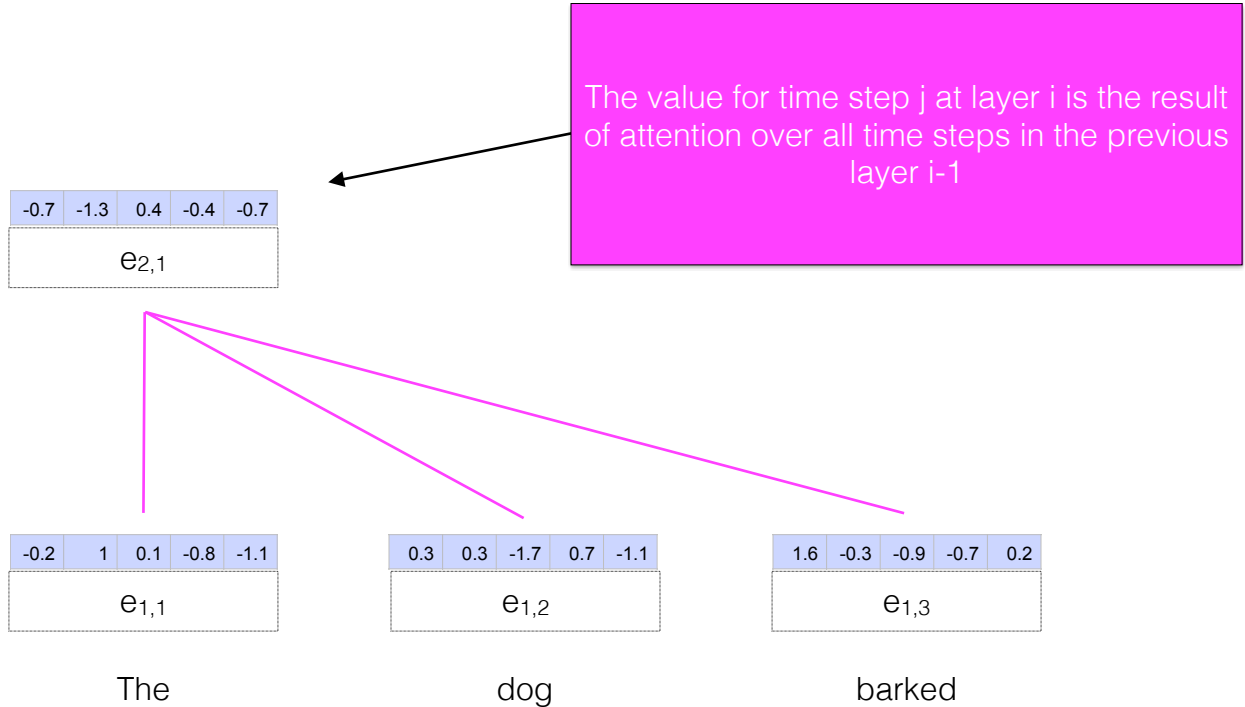 The value for time step j at layer i is the result
of attention over all time steps in the previous
layer i-1
-0.7 -1.3 0.4 -0.4 -0.7
e2,1
-0.2 1 0.1 -0.8 -1.1
0.3 0.3 -1.7 0.7 -1.1
1.6 -0.3 -0.9 -0.7 0.2
e1,1
e1,2
e1,3
The
dog
barked